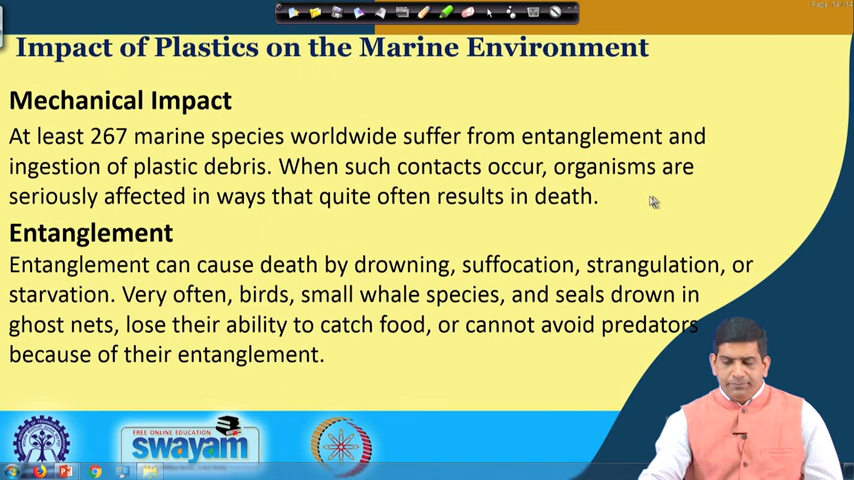 Page 14/14
Impact of Plastics on the Marine Environment
Mechanical Impact
At least 267 marine species worldwide suffer from entanglement and
ingestion of plastic debris. When such contacts occur, organisms are
seriously affected in ways that quite often results in death.
Entanglement
Entanglement can cause death by drowning, suffocation, strangulation, or
starvation. Very often, birds, small whale species, and seals drown in
ghost nets, lose their ability to catch food, or cannot avoid predators
because of their entanglement.
FREE ONLINE EDUCATION
swayam